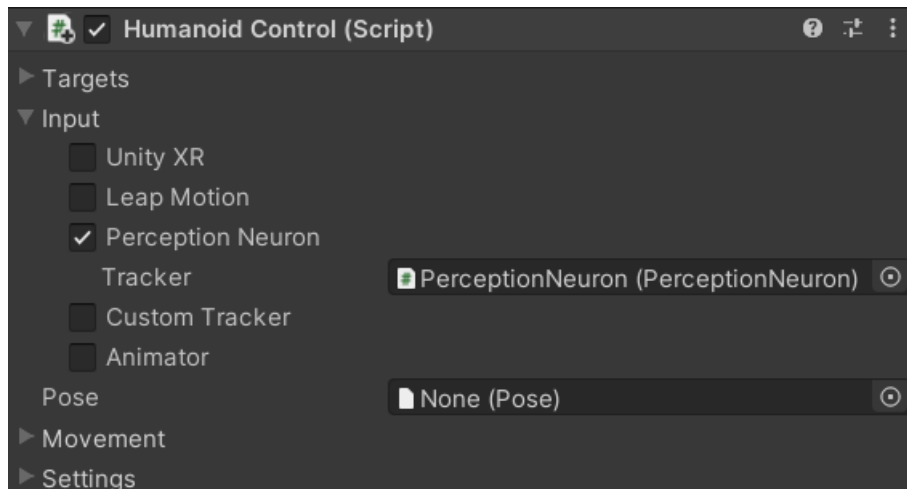 Humanoid Control (Script)
Targets
Input
Unity XR
Leap Motion
Perception Neuron
Tracker PerceptionNeuron (PerceptionNeuron)
Custom Tracker
Animator
Pose None (Pose)
Movement
Settings